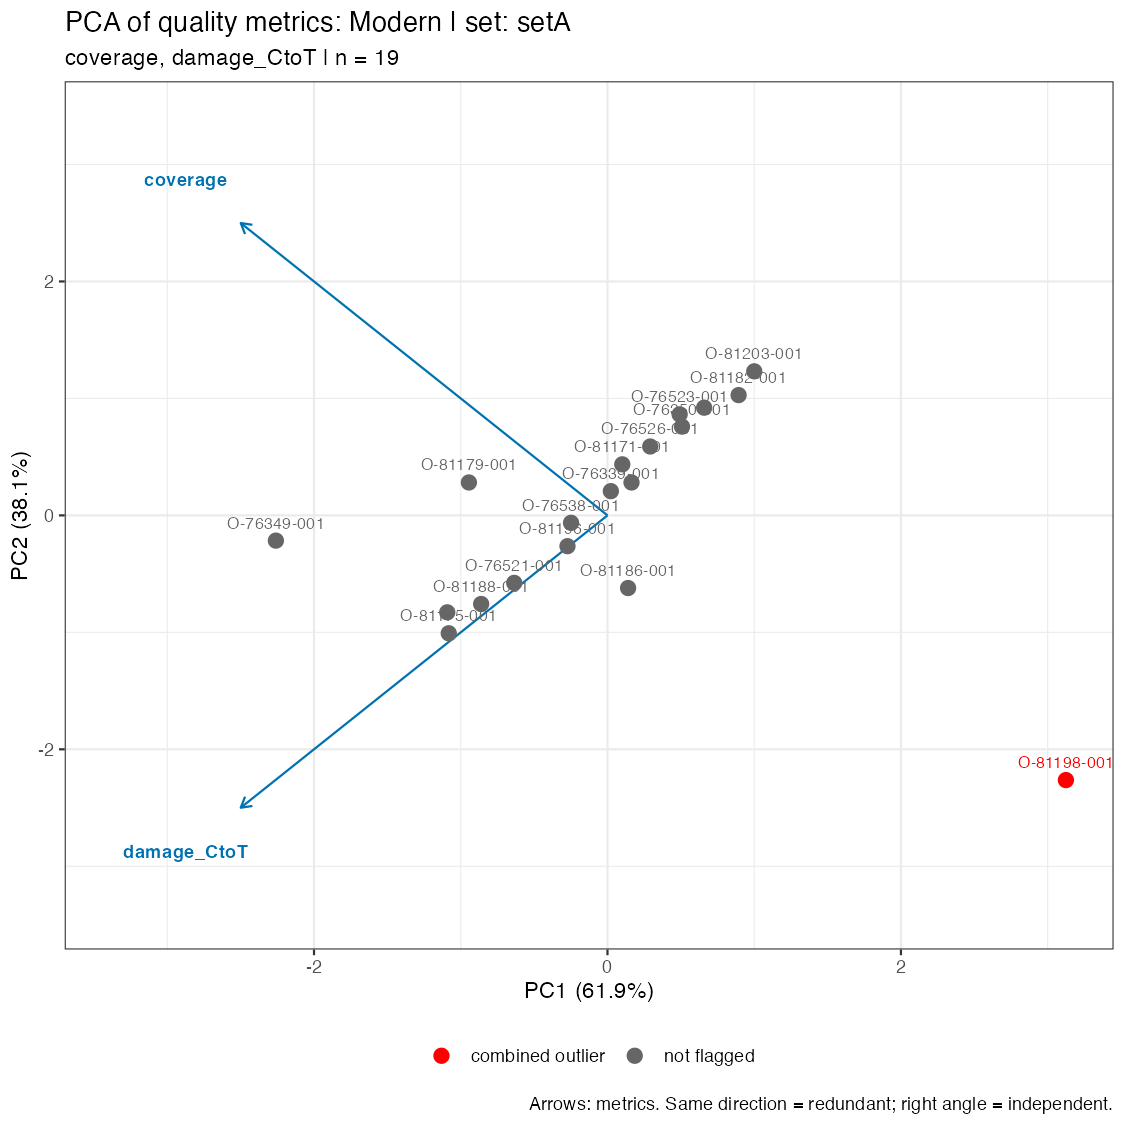 PCA of quality metrics: Modern | set: setA
coverage, damage_CtoT | n = 19
coverage
2
O-81203-001
O-81182-001
O-76523-001
O-76526-001
O-81171-001
O-81179-001
O-76339-001
O-76538-001
0
O-76349-001
O-76521-001
O-81186-001
O-81188-001
-2
O-81198-001
damage_CtoT
PC2 (38.1%)
-2
0
2
PC1 (61.9%)
combined outlier
not flagged
Arrows: metrics. Same direction = redundant; right angle = independent.